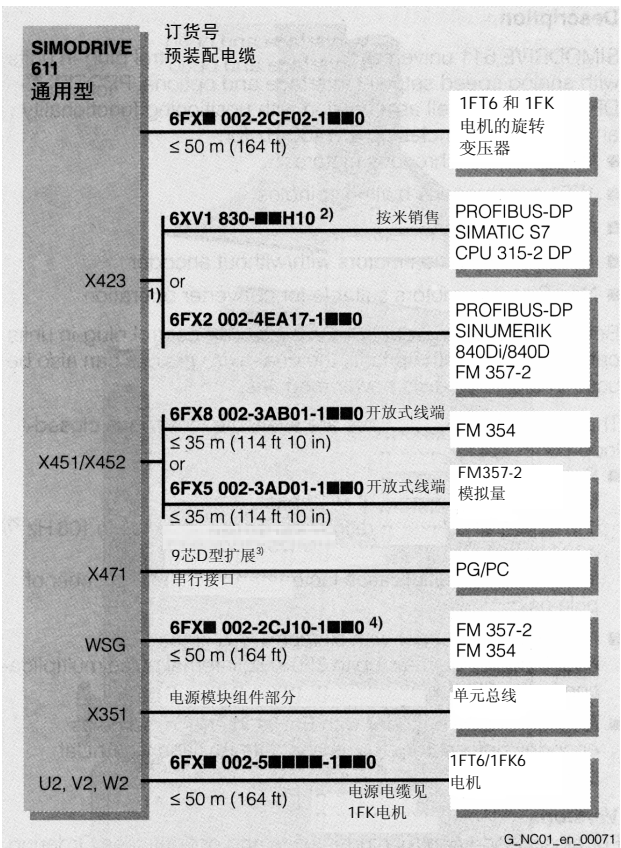 SIMODRIVE
611
通用型
订货号
预装配电缆
6FX■ 002-2CF02-1■■0
≤ 50 m (164 ft)
1FT6 和 1FK
电机的旋转
变压器
X423
1)
6XV1 830-■■H10 2)
按米销售
PROFIBUS-DP
SIMATIC S7
CPU 315-2 DP
or
6FX2 002-4EA17-1■■0
PROFIBUS-DP
SINUMERIK
840Di/840D
FM 357-2
X451/X452
6FX8 002-3AB01-1■■0 开放式线端
≤ 35 m (114 ft 10 in)
FM 354
or
6FX5 002-3AD01-1■■0 开放式线端
≤ 35 m (114 ft 10 in)
FM357-2
模拟量
X471
9芯D型扩展3)
串行接口
PG/PC
WSG
6FX■ 002-2CJ10-1■■0 4)
≤ 50 m (164 ft)
FM 357-2
FM 354
X351
电源模块组件部分
单元总线
U2, V2, W2
6FX■ 002-5■■■■-1■■0
≤ 50 m (164 ft)
电源电缆见
1FK电机
1FT6/1FK6
电机
G_NC01_en_00071